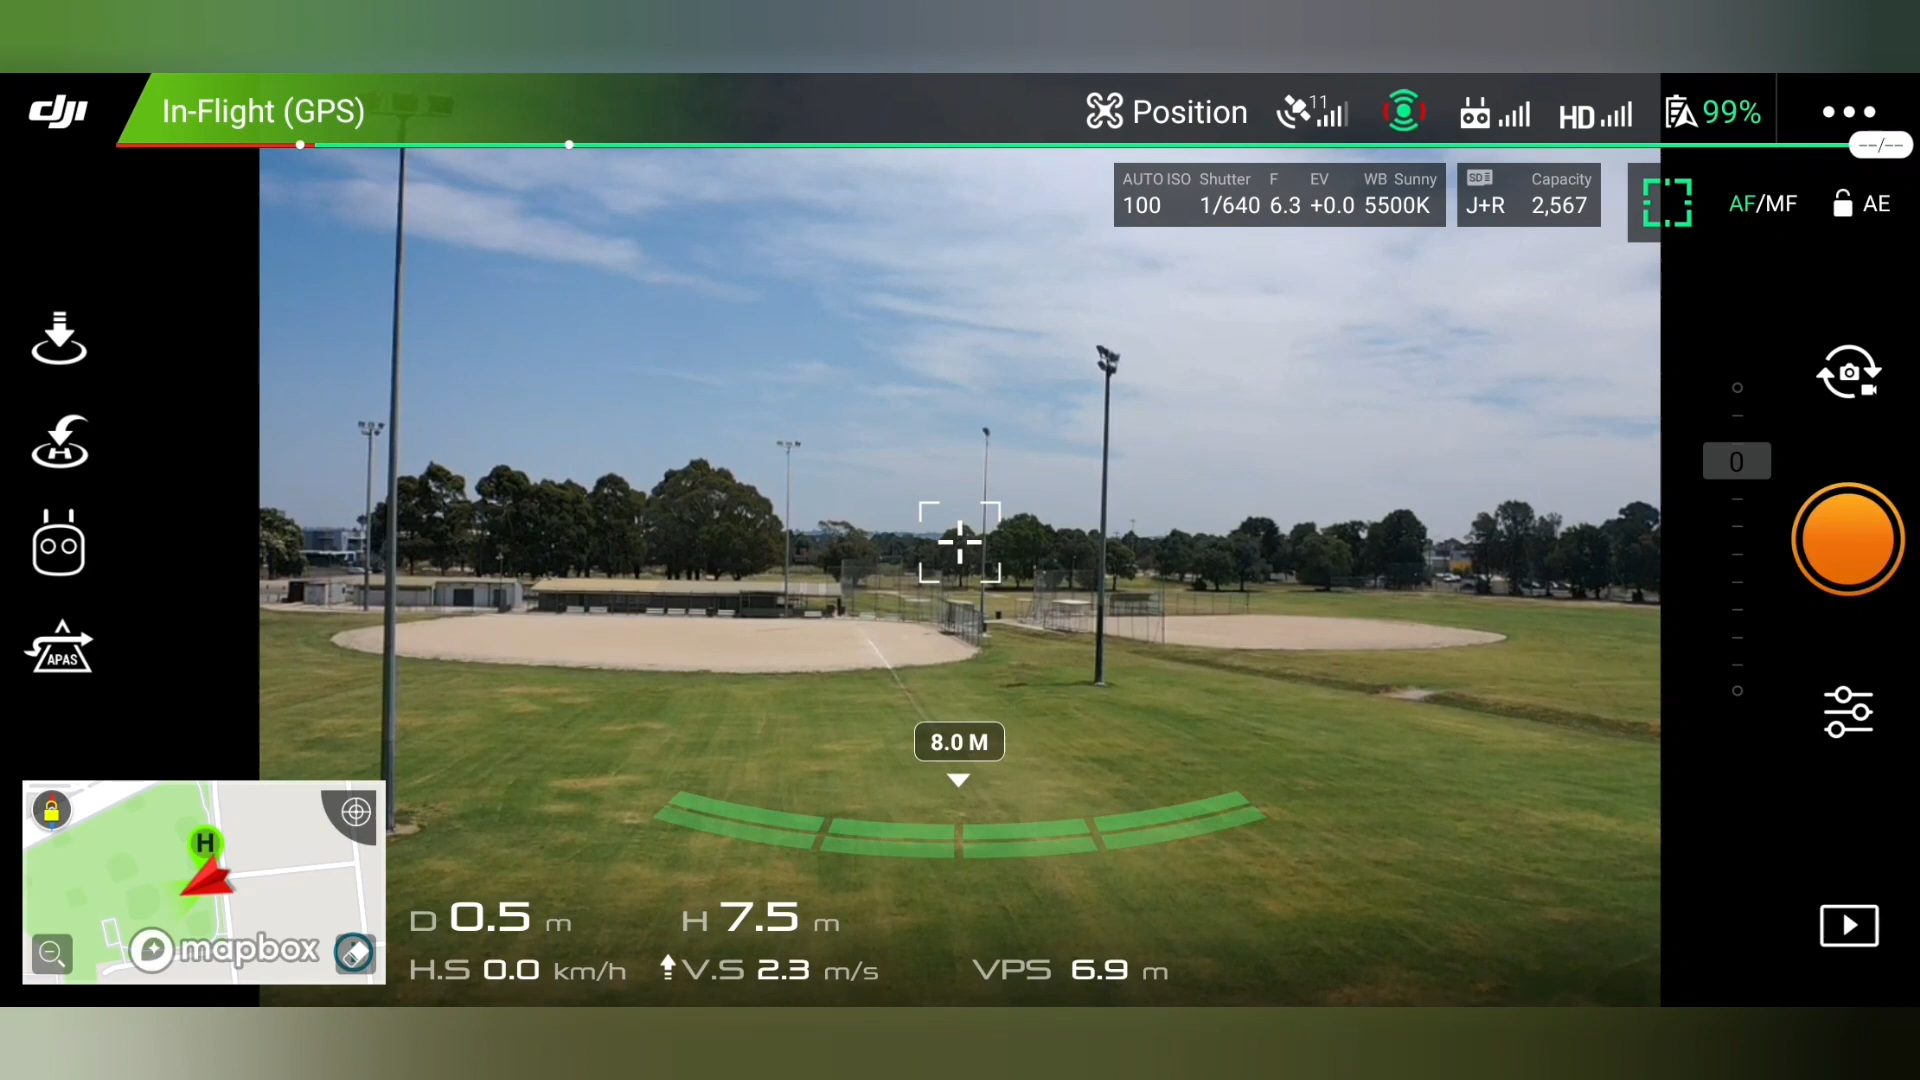 dji
In-Flight (GPS)
Position
11
HD
99%
--/--
AUTO ISO Shutter F EV WB Sunny
100 1/640 6.3 +0.0 5500K
SD Capacity
J+R 2,567
AF/MF
AE
H
APAS
0
8.0 M
H
mapbox
D 0.5 m H 7.5 m
H.S 0.0 km/h V.S 2.3 m/s VPS 6.9 m